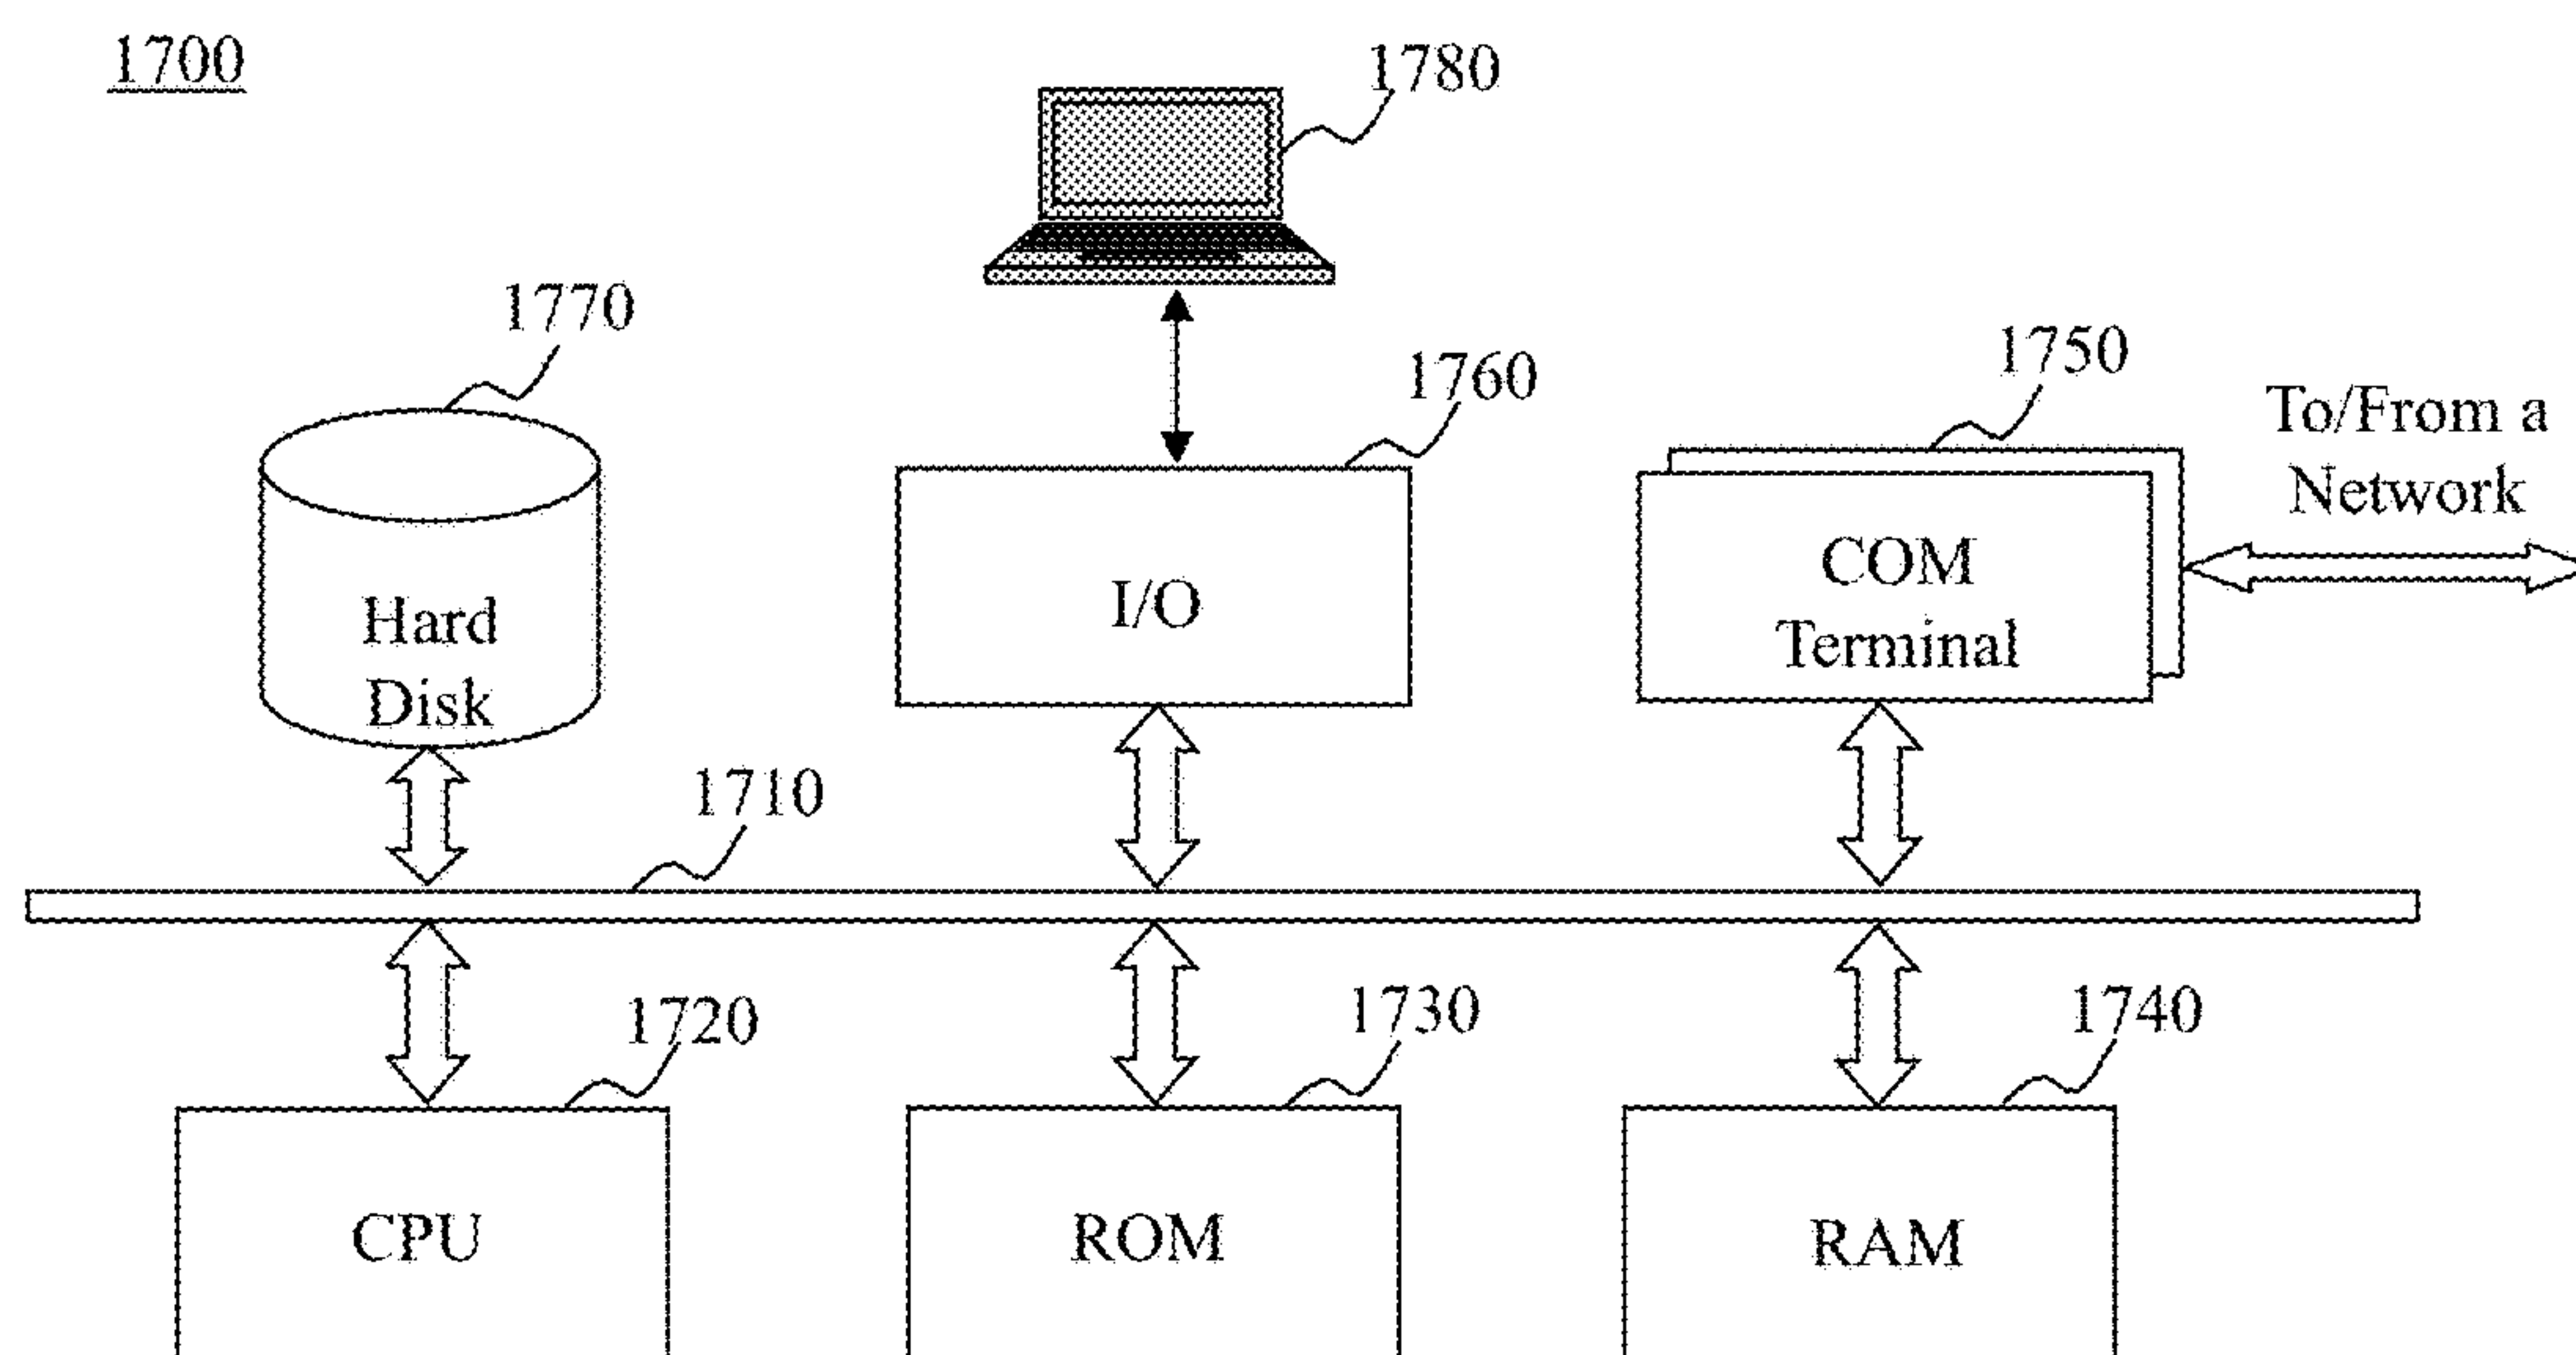 1700
1780
1770
1760
1750
To/From a
Network
Hard
Disk
I/O
COM
Terminal
1710
1720
1730
1740
CPU
ROM
RAM